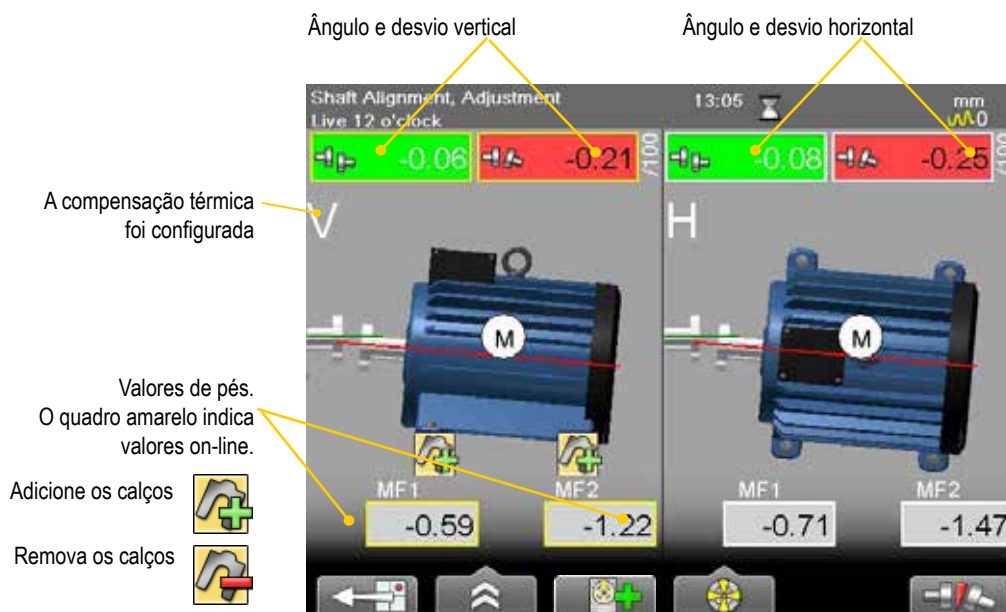 Ângulo e desvio vertical
Ângulo e desvio horizontal
Shaft Alignment, Adjustment
Live 12 o'clock
13:05
mm
0
-0.06
-0.21
/100
-0.08
-0.25
/100
A compensação térmica
foi configurada
V
H
M
M
Valores de pés.
O quadro amarelo indica
valores on-line.
MF1
MF2
MF1
MF2
-0.59
-1.22
-0.71
-1.47
Adicione os calços
Remova os calços